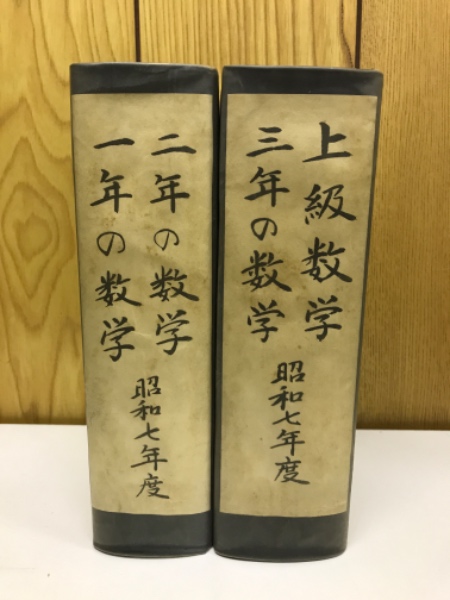 二年の数学
一年の数学
昭和七年度
上級数学
三年の数学
昭和七年度